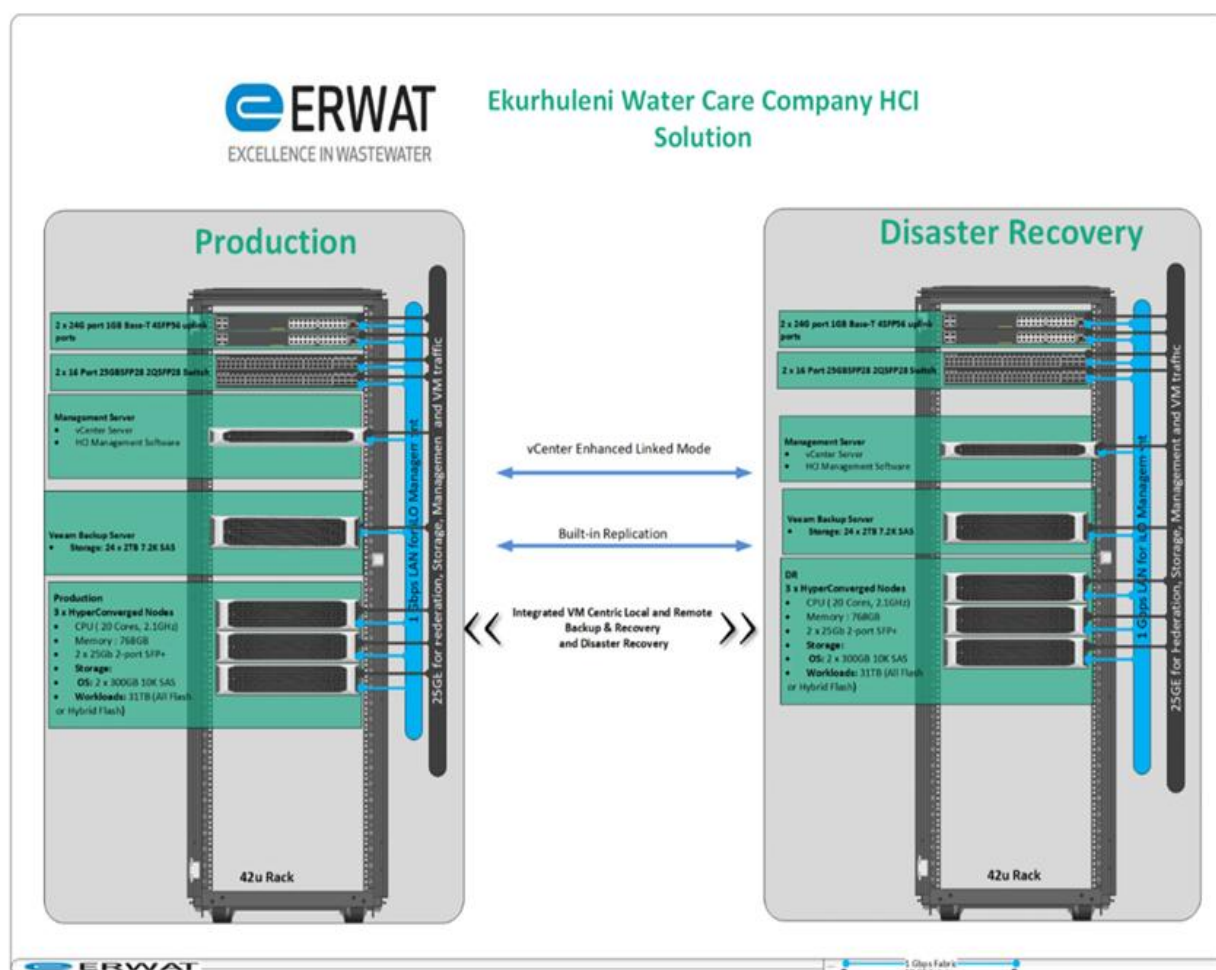 ERWAT
EXCELLENCE IN WASTEWATER
Ekurhuleni Water Care Company HCI
Solution
Production
2 x 24G port 1GB Base-T 4SFP56 uplink
ports
2 x 16 Port 25GBSFP28 2QSFP28 Switch
Management Server
• vCenter Server
• HCI Management Software
Veeam Backup Server
• Storage: 24 x 2TB 7.2K SAS
Production
3 x HyperConverged Nodes
• CPU ( 20 Cores, 2.1GHz)
• Memory : 768GB
• 2 x 25Gb 2-port SFP+
• Storage:
• OS: 2 x 300GB 10K SAS
• Workloads: 31TB (All Flash
or Hybrid Flash)
1 Gbps LAN for iLO Management
25GE for Federation, Storage, Managemen and VM traffic
42u Rack
vCenter Enhanced Linked Mode
Built-in Replication
Integrated VM Centric Local and Remote
Backup & Recovery
and Disaster Recovery
Disaster Recovery
2 x 24G port 1GB Base-T 4SFP56 uplink
ports
2 x 16 Port 25GBSFP28 2QSFP28 Switch
Management Server
• vCenter Server
• HCI Management Software
Veeam Backup Server
• Storage: 24 x 2TB 7.2K SAS
DR
3 x HyperConverged Nodes
• CPU ( 20 Cores, 2.1GHz)
• Memory : 768GB
• 2 x 25Gb 2-port SFP+
• Storage:
• OS: 2 x 300GB 10K SAS
• Workloads: 31TB (All Flash
or Hybrid Flash)
1 Gbps LAN for iLO Management
25GE for Federation, Storage, Management and VM traffic
42u Rack
ERWAT
1 Gbps Fabric